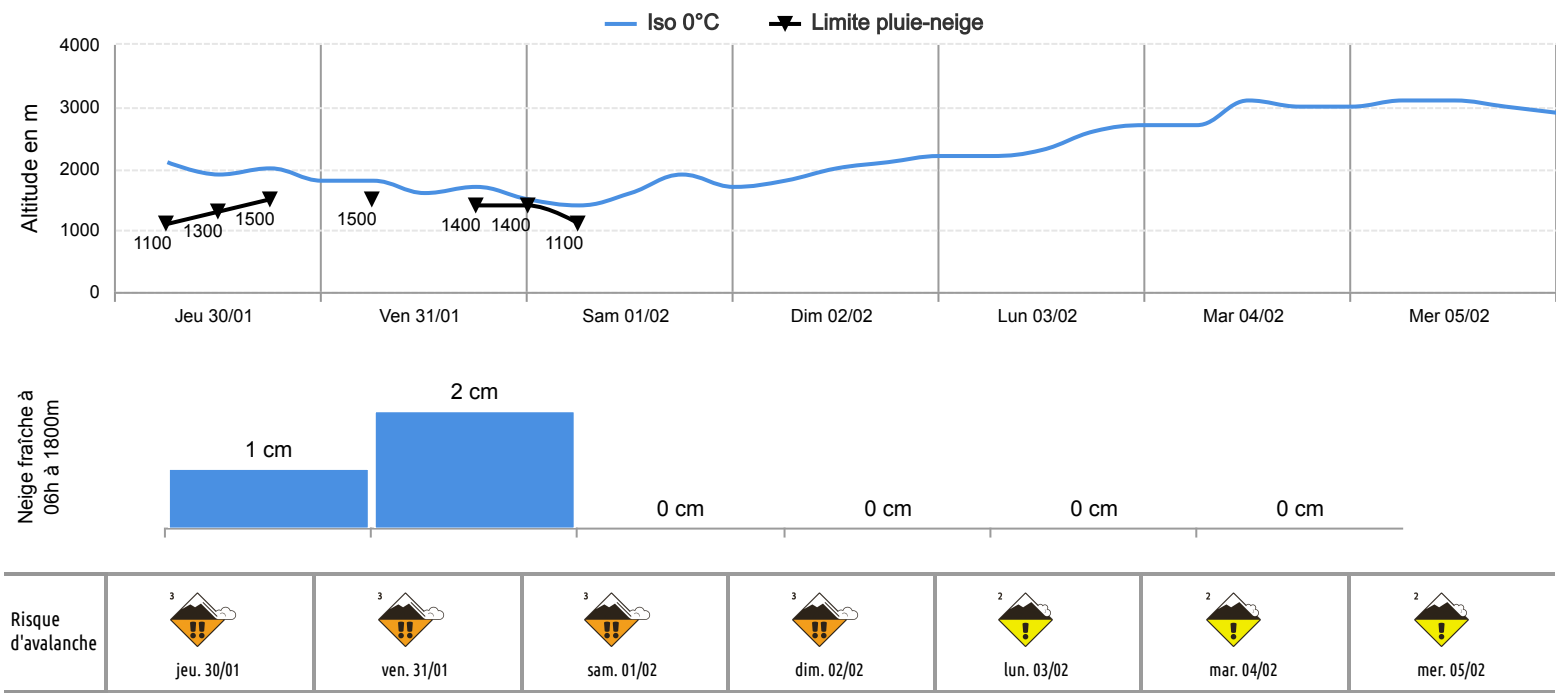 Iso 0°C Limite pluie-neige
Altitude en m
4000
3000
2000
1000
0
1100 1300 1500 1500 1400 1400 1100
Jeu 30/01 Ven 31/01 Sam 01/02 Dim 02/02 Lun 03/02 Mar 04/02 Mer 05/02
Neige fraîche à
06h à 1800m
1 cm 2 cm 0 cm 0 cm 0 cm 0 cm
Risque
d'avalanche
3 3 3 3 2 2 2
!! !! !! !! ! ! !
jeu. 30/01 ven. 31/01 sam. 01/02 dim. 02/02 lun. 03/02 mar. 04/02 mer. 05/02